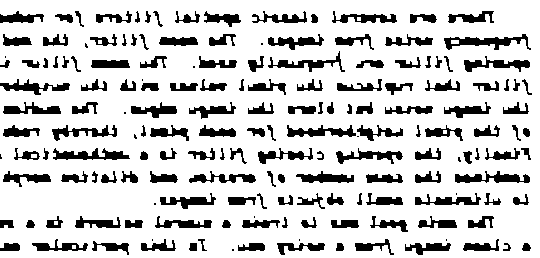 There are several classic spatial filters for
frequency noise from images. The mean filter, the med
opening filter are frequently used. The mean filter i
filter that replaces the pixel values with the neighbor
the image noise but blurs the image edges. The median
of the pixel neighborhood for each pixel, thereby redu
Finally, the opening closing filter is a mathematical
combines the same number of erosion and dilation morph
to eliminate small objects from images.
The main goal was to train a neural network in a
a clean image from a noisy one. In this particular